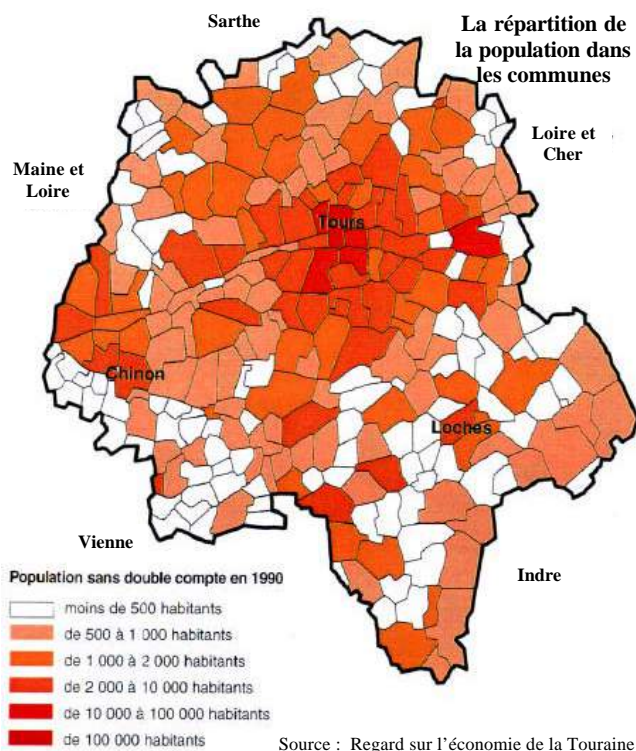 Sarthe
La répartition de
la population dans
les communes
Loire et
Cher
Maine et
Loire
Tours
Chinon
Loches
Vienne
Indre
Population sans double compte en 1990
moins de 500 habitants
de 500 à 1 000 habitants
de 1 000 à 2 000 habitants
de 2 000 à 10 000 habitants
de 10 000 à 100 000 habitants
de 100 000 habitants
Source : Regard sur l'économie de la Touraine